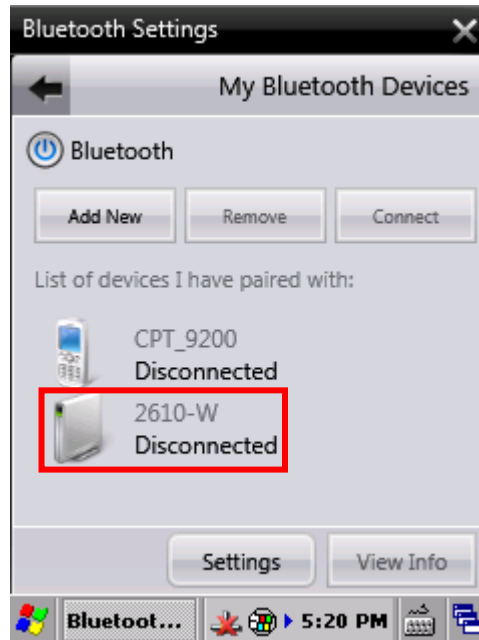 Bluetooth Settings
My Bluetooth Devices
Bluetooth
Add New Remove Connect
List of devices I have paired with:
CPT_9200
Disconnected
2610-W
Disconnected
Settings View Info
Bluetoot... 5:20 PM